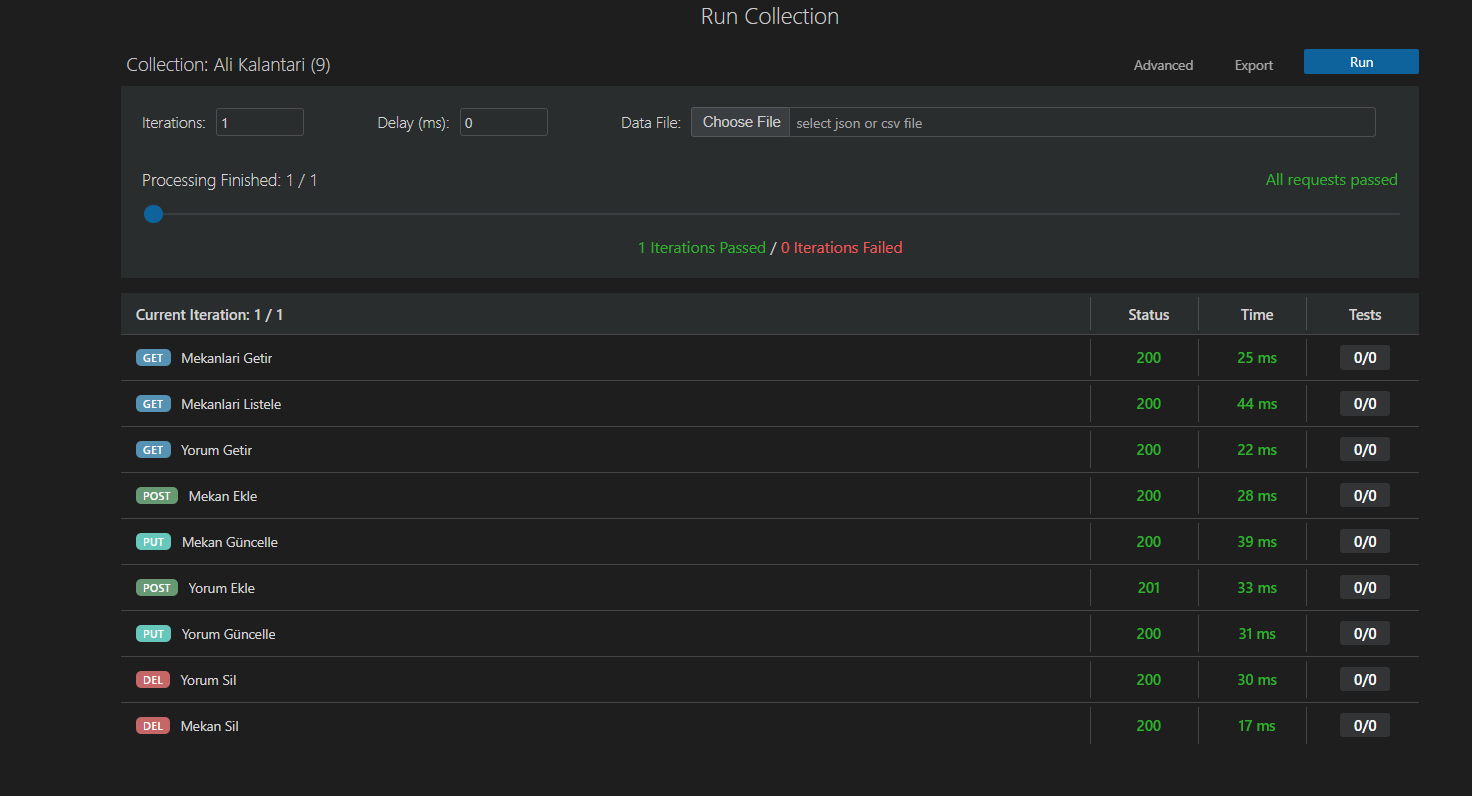 Run Collection
Collection: Ali Kalantari (9) Advanced Export Run
Iterations: 1 Delay (ms): 0 Data File: Choose File select json or csv file
Processing Finished: 1 / 1 All requests passed
1 Iterations Passed / 0 Iterations Failed
Current Iteration: 1 / 1 Status Time Tests
GET Mekanlari Getir 200 25 ms 0/0
GET Mekanlari Listele 200 44 ms 0/0
GET Yorum Getir 200 22 ms 0/0
POST Mekan Ekle 200 28 ms 0/0
PUT Mekan Güncelle 200 39 ms 0/0
POST Yorum Ekle 201 33 ms 0/0
PUT Yorum Güncelle 200 31 ms 0/0
DEL Yorum Sil 200 30 ms 0/0
DEL Mekan Sil 200 17 ms 0/0